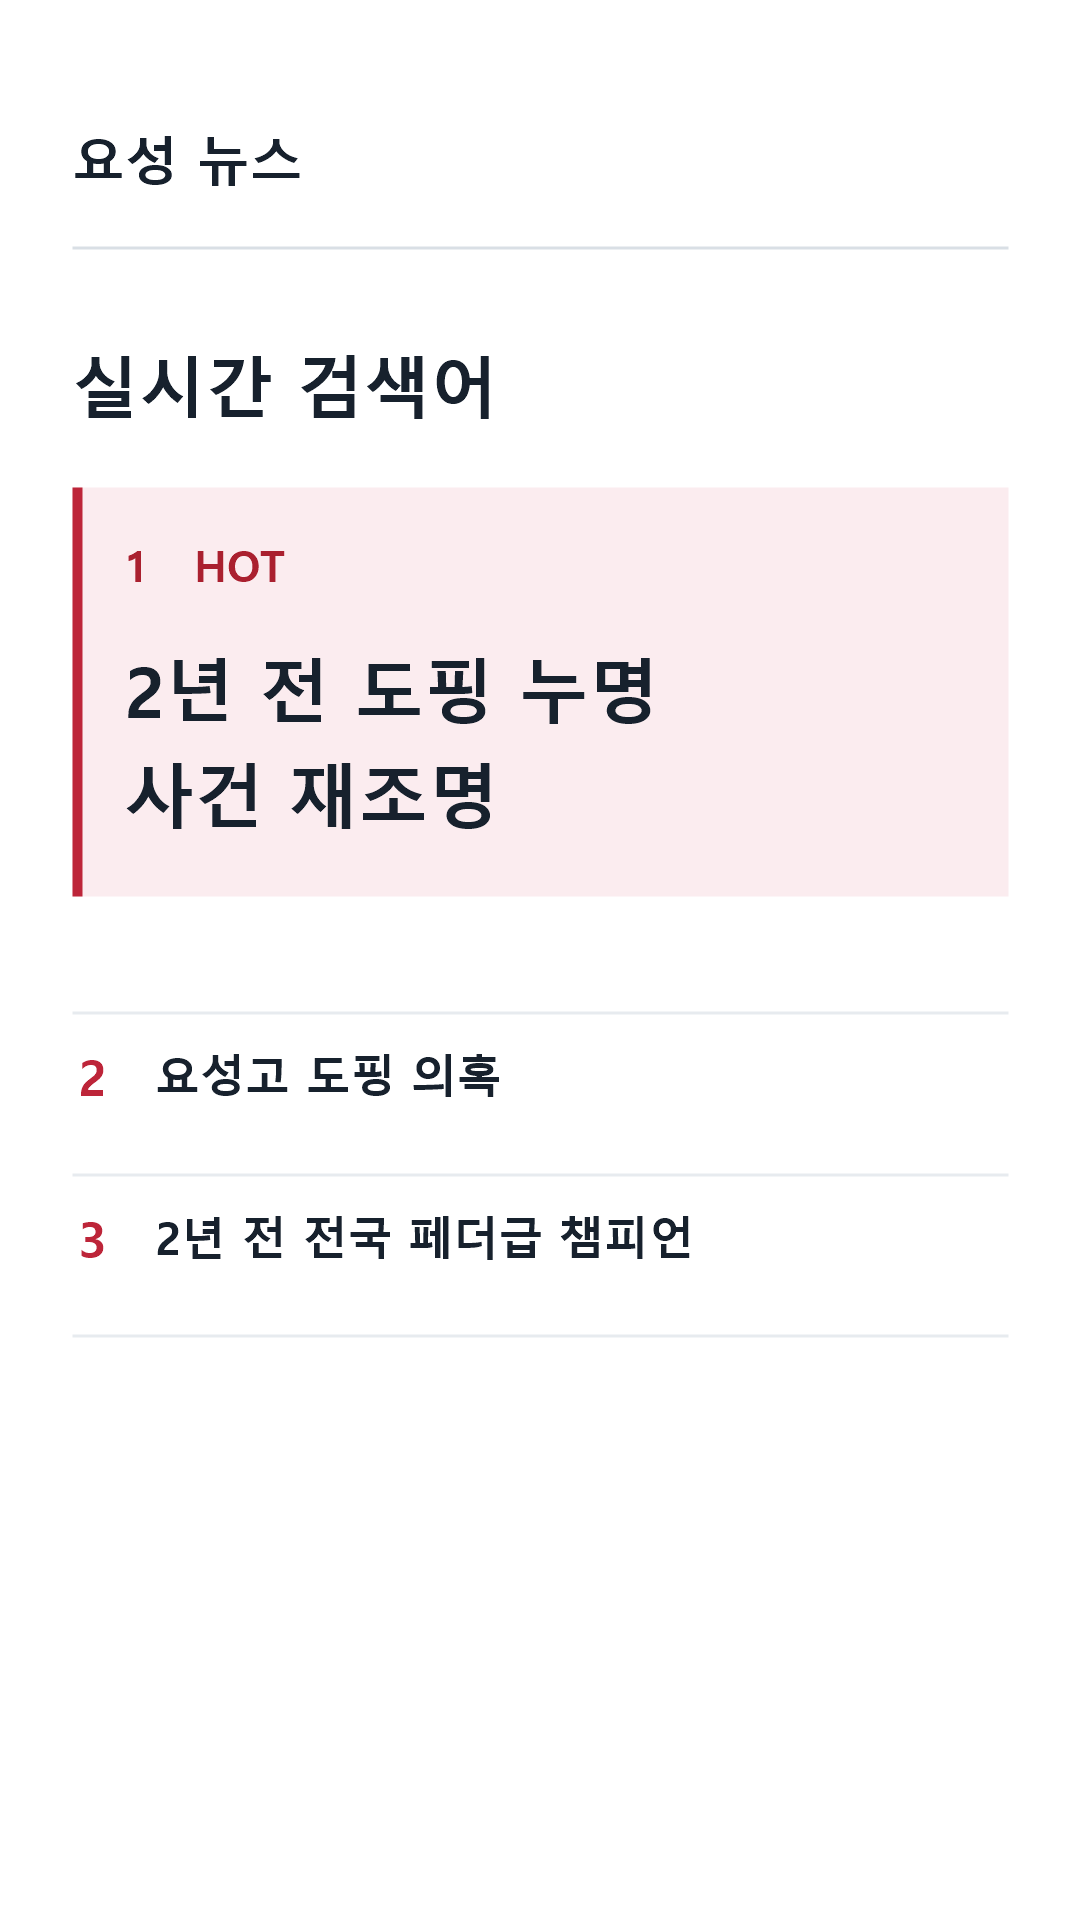 요성 뉴스
실시간 검색어
1 HOT
2년 전 도핑 누명
사건 재조명
2 요성고 도핑 의혹
3 2년 전 전국 페더급 챔피언